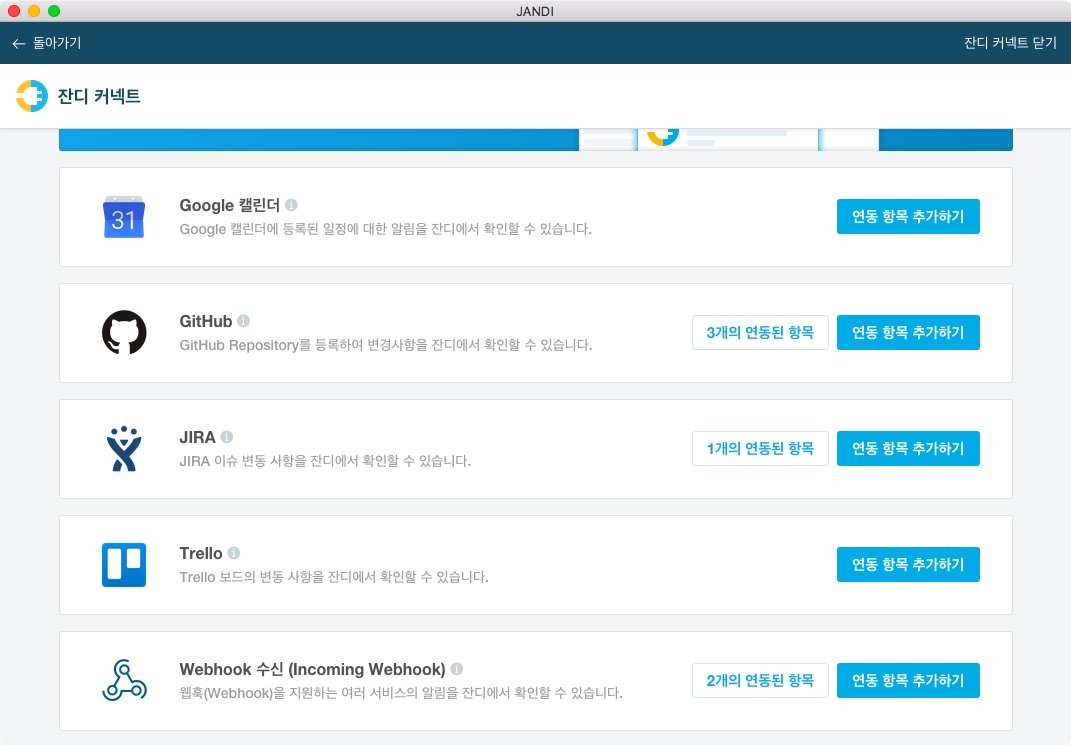 JANDI
← 돌아가기
잔디 커넥트 닫기
잔디 커넥트
31
Google 캘린더
Google 캘린더에 등록된 일정에 대한 알림을 잔디에서 확인할 수 있습니다.
연동 항목 추가하기
GitHub
GitHub Repository를 등록하여 변경사항을 잔디에서 확인할 수 있습니다.
3개의 연동된 항목
연동 항목 추가하기
JIRA
JIRA 이슈 변동 사항을 잔디에서 확인할 수 있습니다.
1개의 연동된 항목
연동 항목 추가하기
Trello
Trello 보드의 변동 사항을 잔디에서 확인할 수 있습니다.
연동 항목 추가하기
Webhook 수신 (Incoming Webhook)
웹훅(Webhook)을 지원하는 여러 서비스의 알림을 잔디에서 확인할 수 있습니다.
2개의 연동된 항목
연동 항목 추가하기